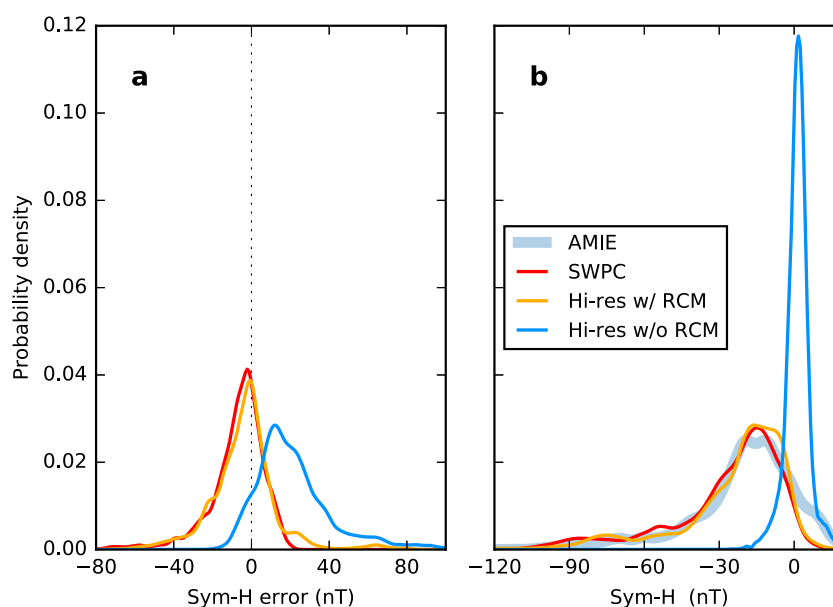 0.12
0.10
0.08
0.06
0.04
0.02
0.00
Probability density
a
−80
−40
0
40
80
Sym-H error (nT)
b
AMIE
SWPC
Hi-res w/ RCM
Hi-res w/o RCM
−120
−90
−60
−30
0
Sym-H (nT)